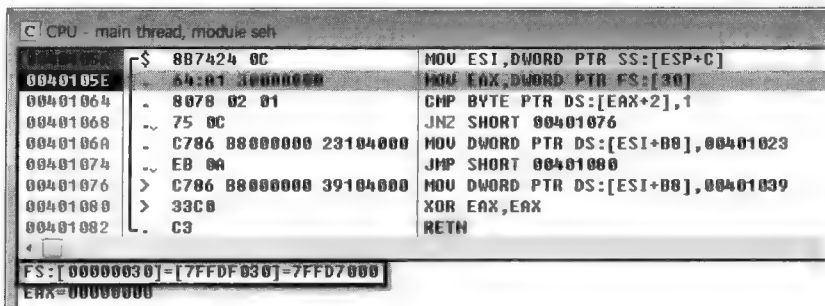 C CPU - main thread, module seh
$ 8B7424 0C MOV ESI,DWORD PTR SS:[ESP+C]
0040105E . 64:A1 30000000 MOV EAX,DWORD PTR FS:[30]
00401064 . 8078 02 01 CMP BYTE PTR DS:[EAX+2],1
00401068 .. 75 0C JNZ SHORT 00401076
0040106A . C786 B8000000 23104000 MOV DWORD PTR DS:[ESI+B8],00401023
00401074 .. EB 0A JMP SHORT 00401080
00401076 > C786 B8000000 39104000 MOV DWORD PTR DS:[ESI+B8],00401039
00401080 > 33C0 XOR EAX,EAX
00401082 . C3 RETN
FS:[00000030]=[7FFDF030]=7FFD7000
EAX=00000000